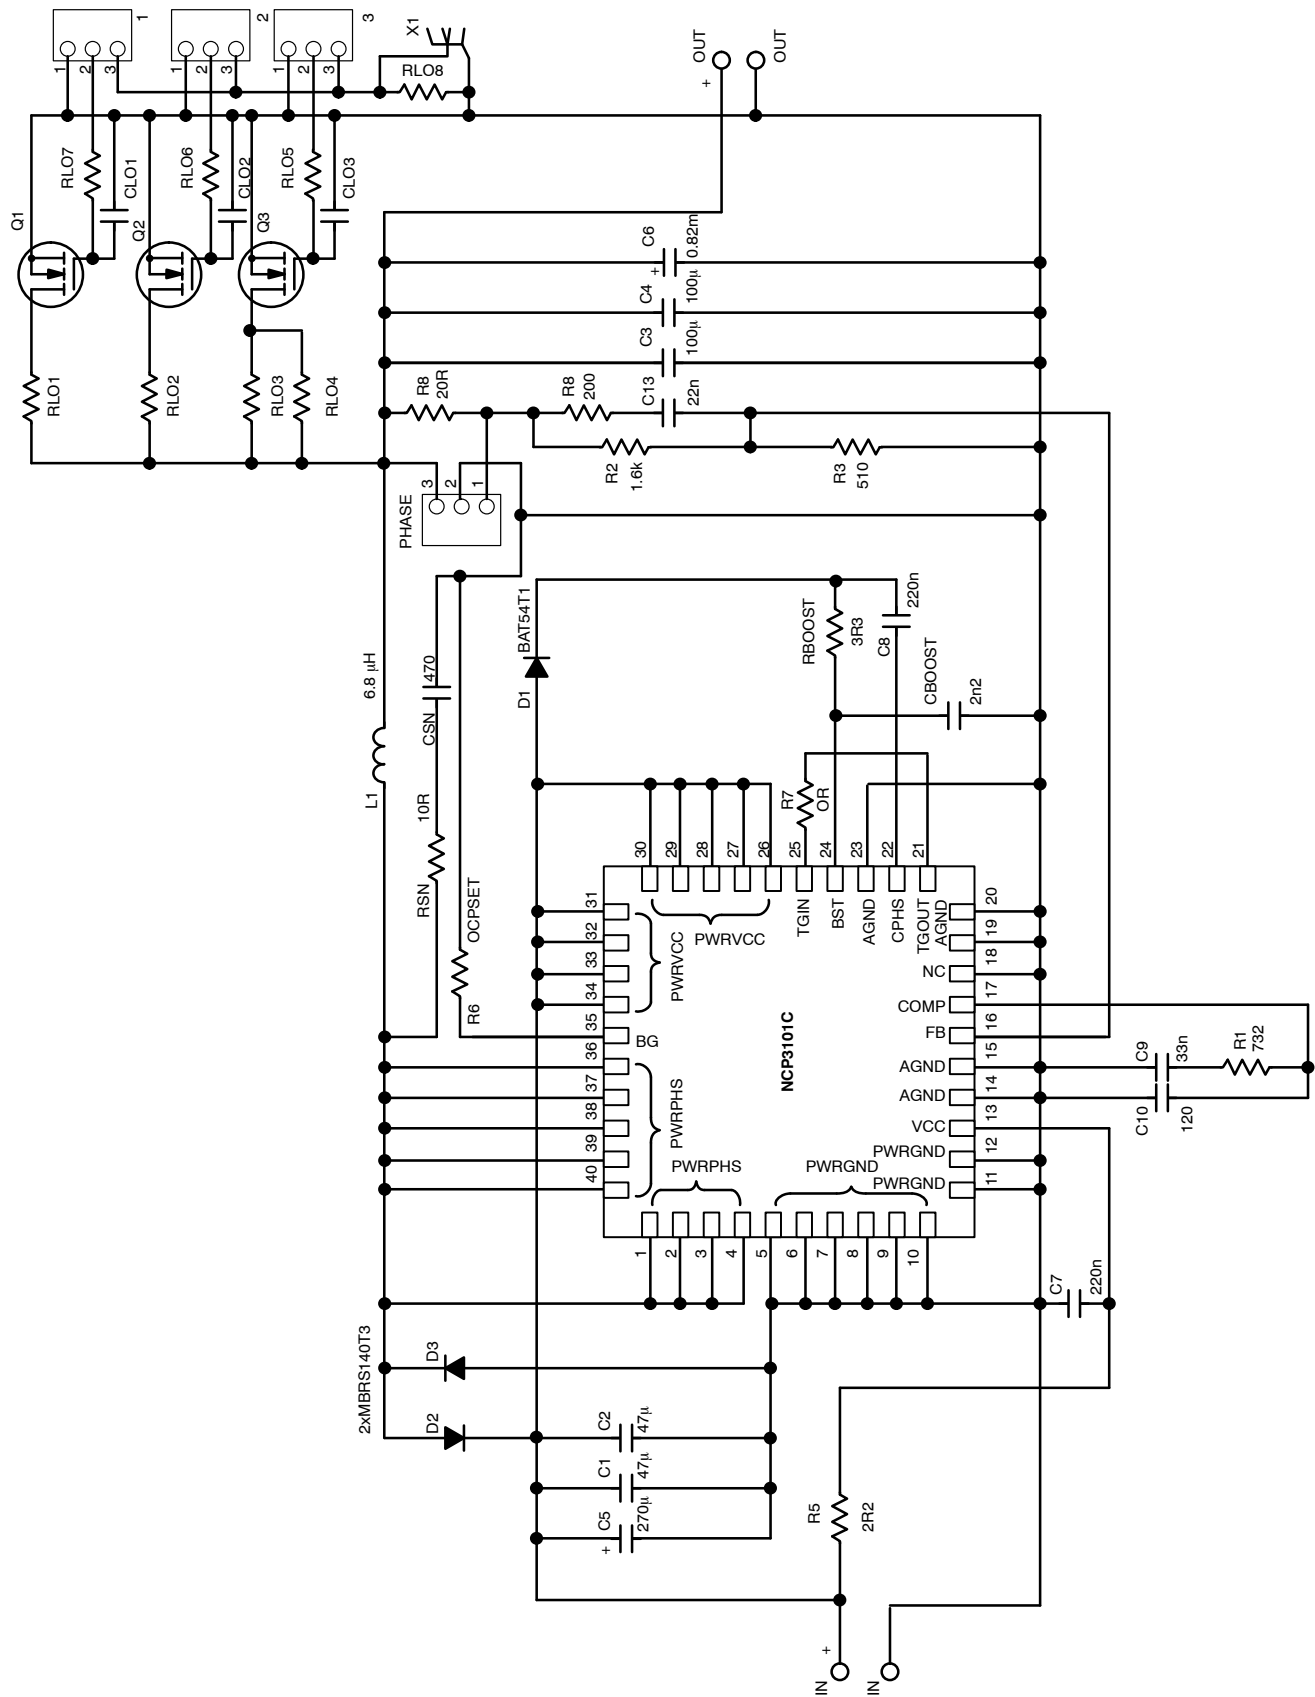 1
2
3
1
2
3
1
2
3
1
2
3
X1
RLO8
OUT
+
OUT
Q1
RLO7
CLO1
Q2
RLO6
CLO2
Q3
RLO5
CLO3
RLO1
RLO2
RLO3
RLO4
C6
+
0.82m
C4
100µ
C3
100µ
R8
20R
R8
200
C13
22n
R2
1.6k
R3
510
PHASE
3
2
1
L1
6.8 µH
RSN
10R
CSN
470
R6
OCPSET
D1
BAT54T1
RBOOST
3R3
C8
220n
CBOOST
2n2
R7
OR
30
29
28
27
26
25
24
23
22
21
PWRVCC
TGIN
BST
AGND
CPHS
TGOUT
31
32
33
34
35
36
37
38
39
40
PWRVCC
BG
PWRPHS
NCP3101C
AGND
20
19
NC
18
COMP
17
FB
16
AGND
15
AGND
14
VCC
13
PWRGND
12
PWRGND
11
PWRPHS
PWRGND
1
2
3
4
5
6
7
8
9
10
C9
33n
R1
732
C10
120
C7
220n
2xMBRS140T3
D3
D2
C2
47µ
C1
47µ
C5
+
270µ
R5
2R2
IN
+
IN